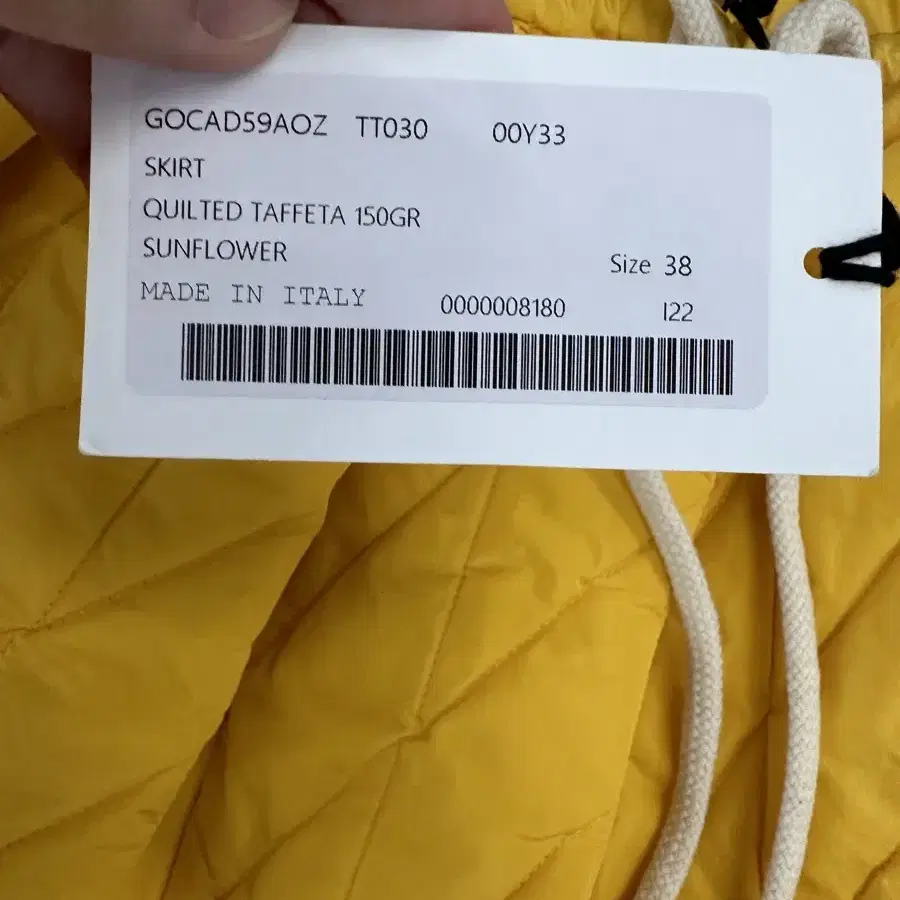 GOCAD59AOZ TT030 00Y33
SKIRT
QUILTED TAFFETA 150GR
SUNFLOWER
Size 38
MADE IN ITALY 0000008180 I22